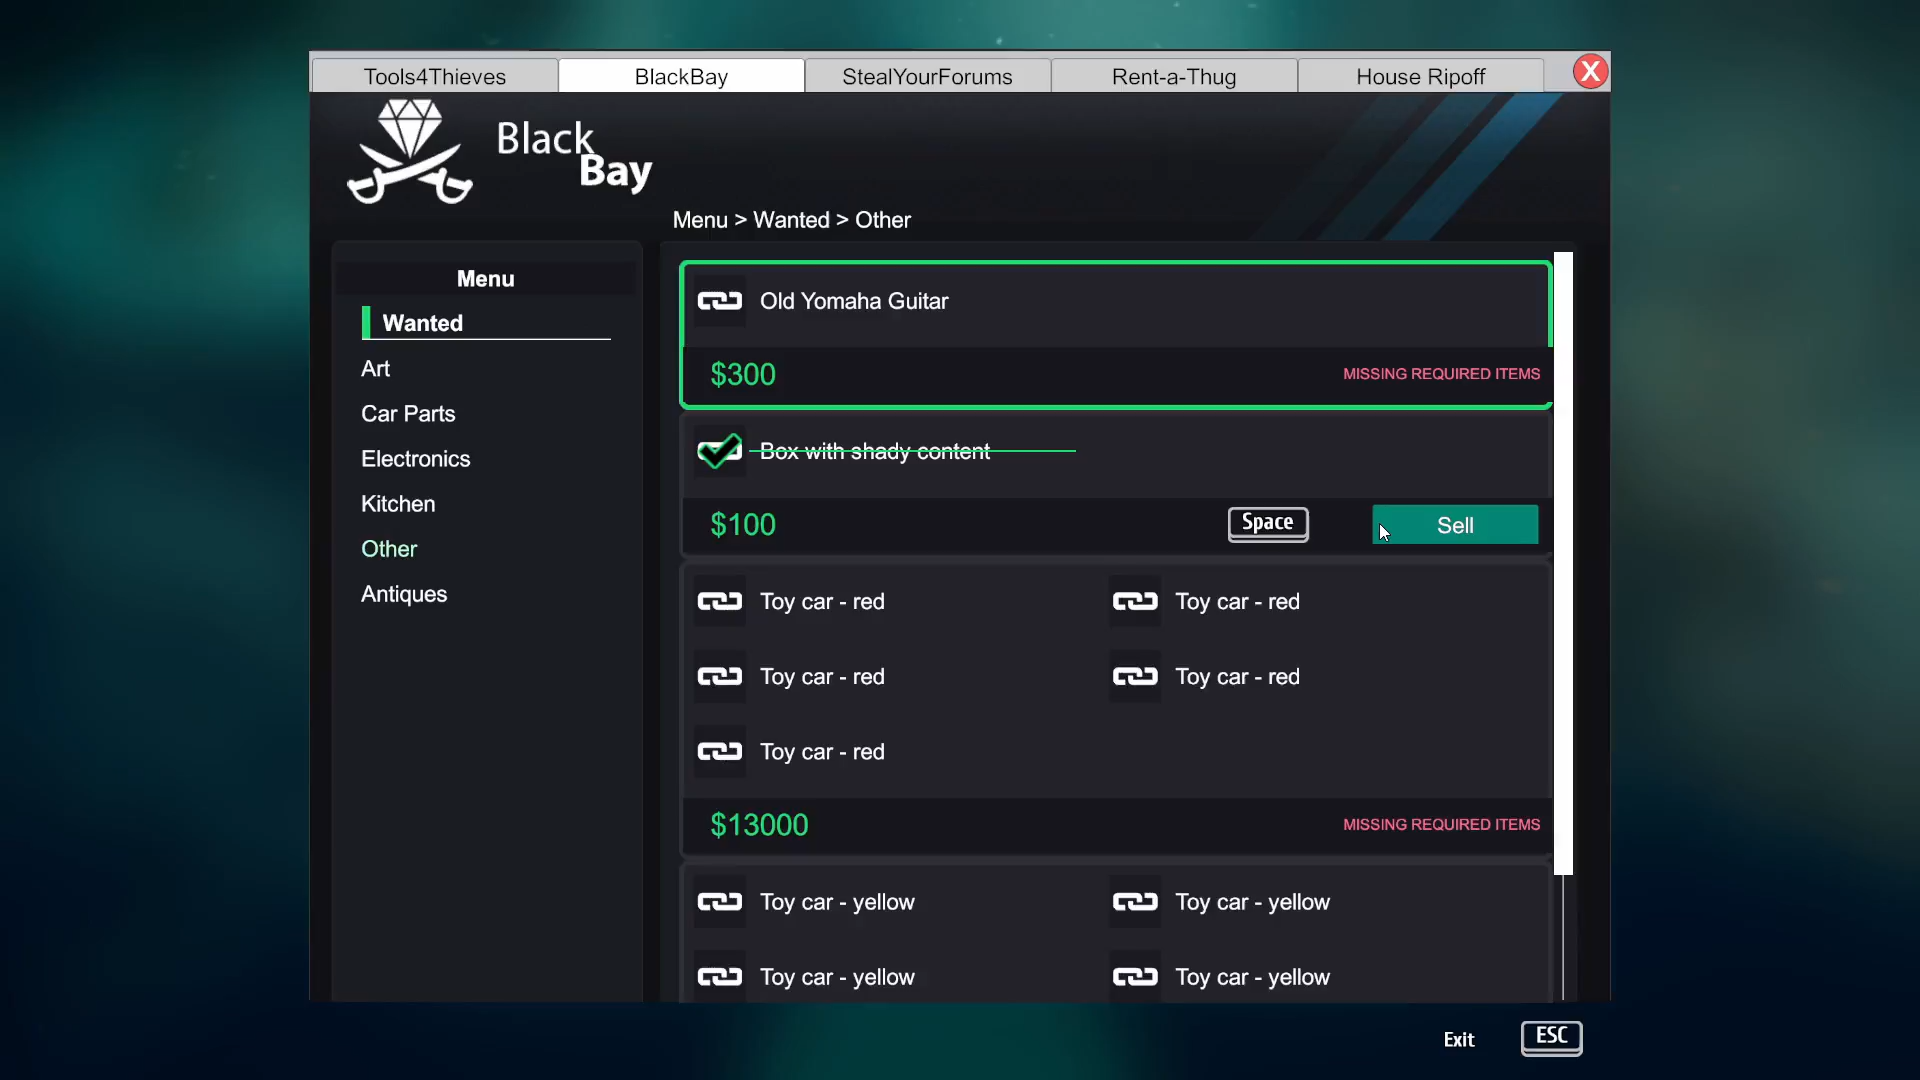 Tools4Thieves BlackBay StealYourForums Rent-a-Thug House Ripoff X
Black
Bay
Menu > Wanted > Other
Menu
Wanted
Art
Car Parts
Electronics
Kitchen
Other
Antiques
Old Yomaha Guitar
$300 MISSING REQUIRED ITEMS
Box with shady content
$100 Space Sell
Toy car - red Toy car - red
Toy car - red Toy car - red
Toy car - red
$13000 MISSING REQUIRED ITEMS
Toy car - yellow Toy car - yellow
Toy car - yellow Toy car - yellow
Exit ESC